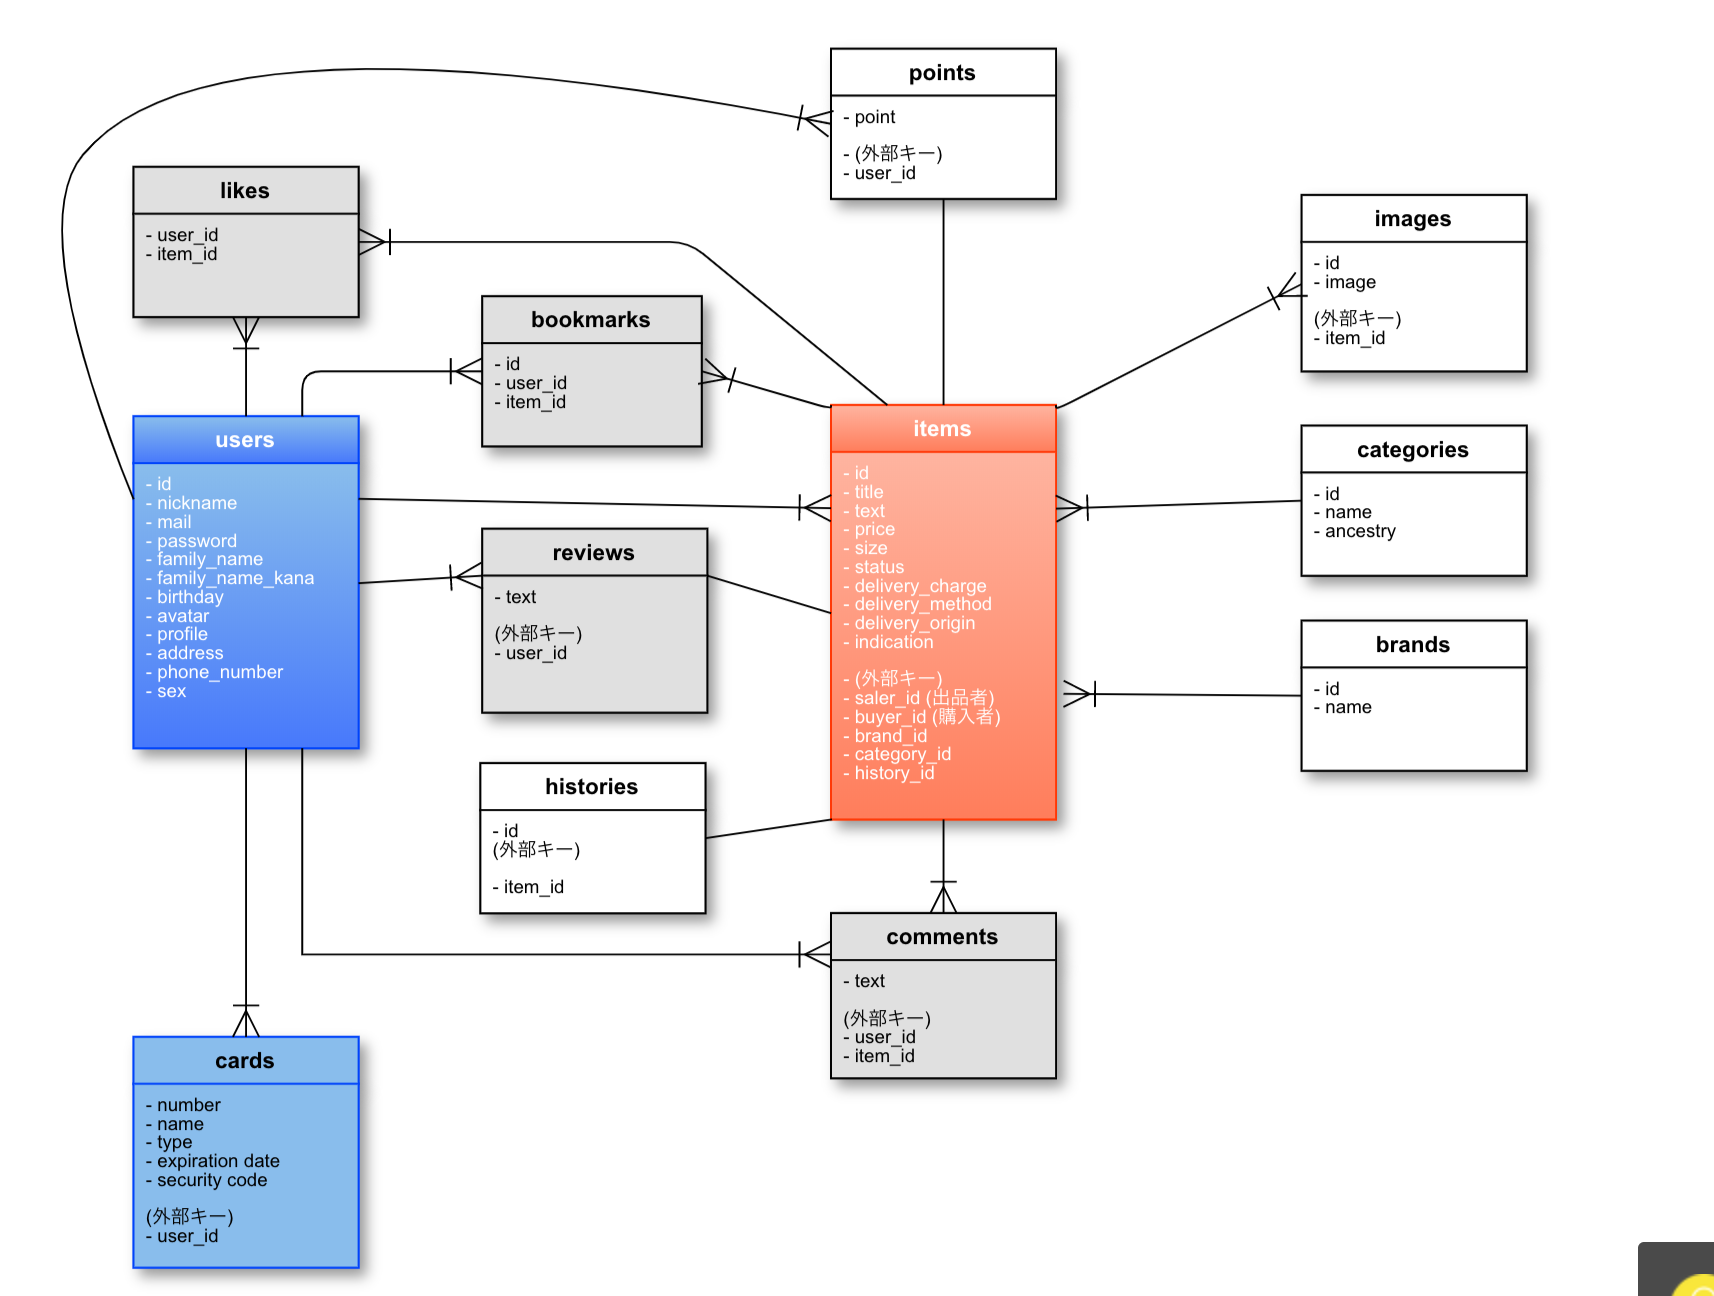 points
- point
- (外部キー)
- user_id
likes
- user_id
- item_id
images
- id
- image
(外部キー)
- item_id
bookmarks
- id
- user_id
- item_id
users
- id
- nickname
- mail
- password
- family_name
- family_name_kana
- birthday
- avatar
- profile
- address
- phone_number
- sex
items
- id
- title
- text
- price
- size
- status
- delivery_charge
- delivery_method
- delivery_origin
- indication
- (外部キー)
- saler_id (出品者)
- buyer_id (購入者)
- brand_id
- category_id
- history_id
categories
- id
- name
- ancestry
reviews
- text
(外部キー)
- user_id
brands
- id
- name
histories
- id
(外部キー)
- item_id
comments
- text
(外部キー)
- user_id
- item_id
cards
- number
- name
- type
- expiration date
- security code
(外部キー)
- user_id